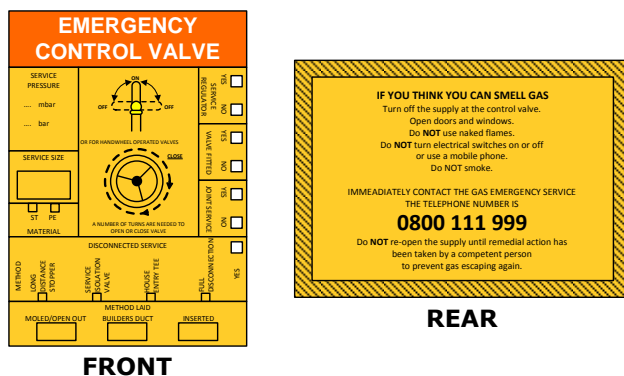 EMERGENCY
CONTROL VALVE
SERVICE
PRESSURE
.... mbar
.... bar
ON
OFF
OFF
OR FOR HANDWHEEL OPERATED VALVES
CLOSE
A NUMBER OF TURNS ARE NEEDED TO
OPEN OR CLOSE VALVE
SERVICE
REGULATOR
YES
NO
VALVE FITTED
YES
NO
JOINT SERVICE
YES
NO
SERVICE SIZE
ST PE
MATERIAL
DISCONNECTED SERVICE
YES
METHOD
LONG
DISTANCE
STOPPER
SERVICE
ISOLATION
VALVE
HOUSE
ENTRY TEE
FULL
DISCONNECTION
METHOD LAID
MOLED/OPEN OUT BUILDERS DUCT INSERTED
FRONT
IF YOU THINK YOU CAN SMELL GAS
Turn off the supply at the control valve.
Open doors and windows.
Do NOT use naked flames.
Do NOT turn electrical switches on or off
or use a mobile phone.
Do NOT smoke.
IMMEADIATELY CONTACT THE GAS EMERGENCY SERVICE
THE TELEPHONE NUMBER IS
0800 111 999
Do NOT re-open the supply until remedial action has
been taken by a competent person
to prevent gas escaping again.
REAR